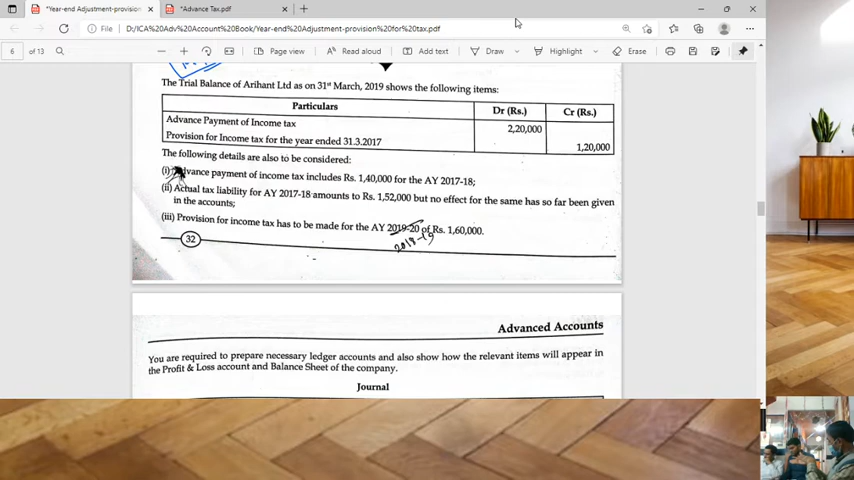 *Year-end Adjustment-provision
*Advance Tax.pdf
File
D:/ICA%20Adv%20Account%20Book/Year-end%20Adjustment-provision%20for%20tax.pdf
6 of 13
Page view
Read aloud
Add text
Draw
Highlight
Erase
The Trial Balance of Arihant Ltd as on 31st March, 2019 shows the following items:
Particulars Dr (Rs.) Cr (Rs.)
Advance Payment of Income tax 2,20,000
Provision for Income tax for the year ended 31.3.2017 1,20,000
The following details are also to be considered:
(i) Advance payment of income tax includes Rs. 1,40,000 for the AY 2017-18;
(ii) Actual tax liability for AY 2017-18 amounts to Rs. 1,52,000 but no effect for the same has so far been given
in the accounts;
(iii) Provision for income tax has to be made for the AY 2019-20 of Rs. 1,60,000.
2018-19
32
Advanced Accounts
You are required to prepare necessary ledger accounts and also show how the relevant items will appear in
the Profit & Loss account and Balance Sheet of the company.
Journal